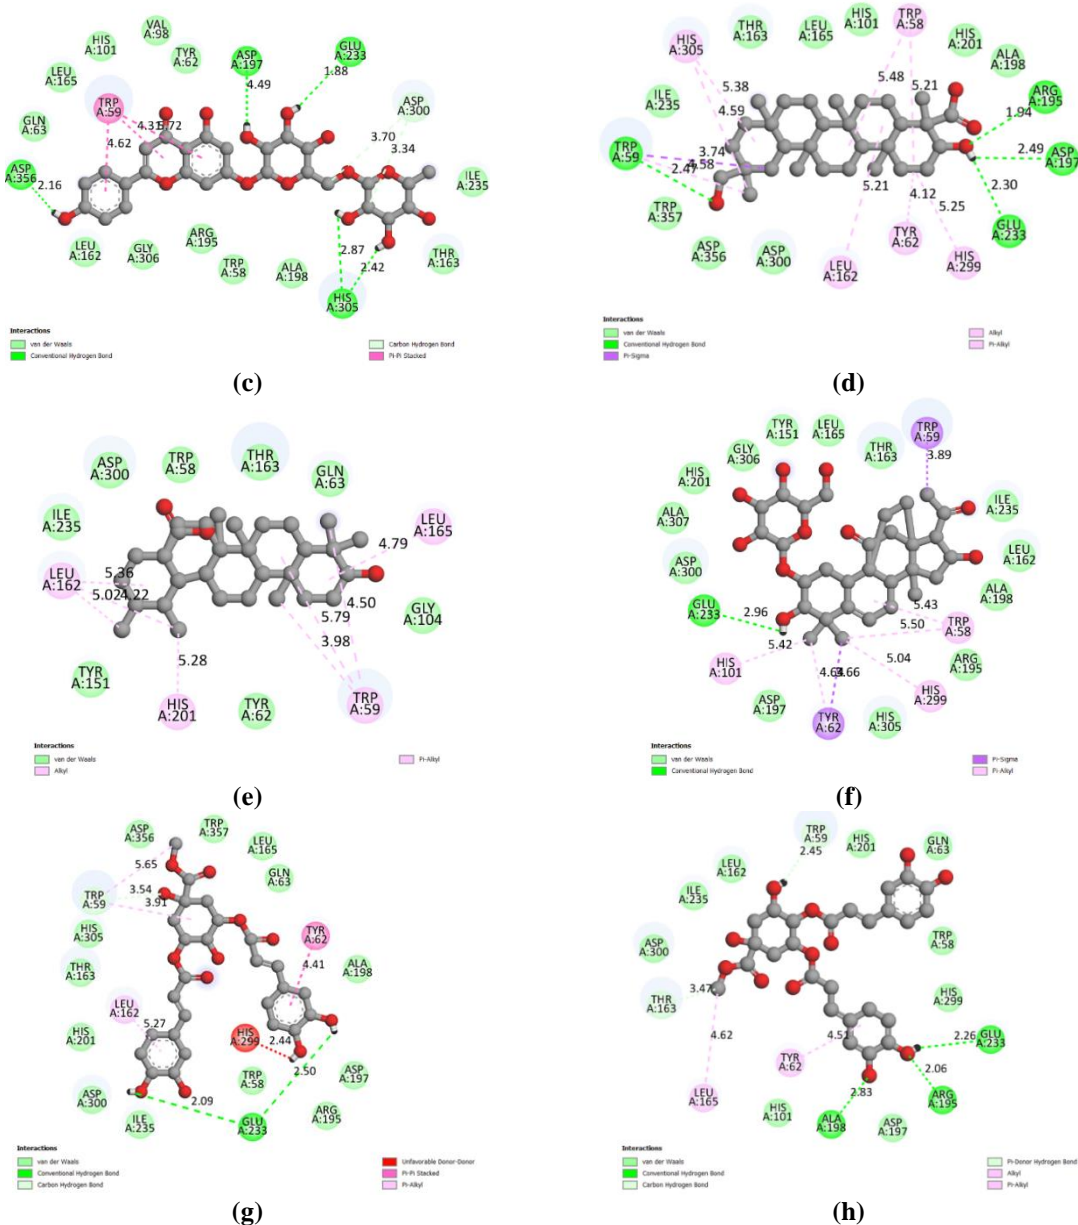 VAL
A:98
HIS
A:101
TYR
A:62
ASP
A:197
GLU
A:233
LEU
A:165
TRP
A:59
4.49
1.88
ASP
A:300
GLN
A:63
4.31
3.72
4.62
3.70
3.34
ASP
A:356
2.16
ILE
A:235
LEU
A:162
GLY
A:306
ARG
A:195
TRP
A:58
ALA
A:198
2.87
2.42
THR
A:163
HIS
A:305
Interactions
van der Waals
Conventional Hydrogen Bond
Carbon Hydrogen Bond
Pi-Pi Stacked
(c)
HIS
A:305
THR
A:163
LEU
A:165
HIS
A:101
TRP
A:58
HIS
A:201
ALA
A:198
ILE
A:235
5.38
4.59
5.48
5.21
ARG
A:195
1.94
TRP
A:59
3.74
4.58
2.47
2.49
ASP
A:197
2.30
5.21
4.12
5.25
TRP
A:357
GLU
A:233
ASP
A:356
ASP
A:300
LEU
A:162
TYR
A:62
HIS
A:299
Interactions
van der Waals
Conventional Hydrogen Bond
Pi-Sigma
Alkyl
Pi-Alkyl
(d)
ASP
A:300
TRP
A:58
THR
A:163
GLN
A:63
ILE
A:235
LEU
A:165
4.79
LEU
A:162
5.36
5.02
4.22
4.50
5.79
3.98
GLY
A:104
5.28
TYR
A:151
HIS
A:201
TYR
A:62
TRP
A:59
Interactions
van der Waals
Alkyl
Pi-Alkyl
(e)
TYR
A:151
LEU
A:165
TRP
A:59
GLY
A:306
THR
A:163
3.89
HIS
A:201
ILE
A:235
ALA
A:307
LEU
A:162
ASP
A:300
ALA
A:198
GLU
A:233
2.96
5.43
5.50
TRP
A:58
5.42
5.04
HIS
A:101
4.64
3.66
ARG
A:195
HIS
A:299
ASP
A:197
TYR
A:62
HIS
A:305
Interactions
van der Waals
Conventional Hydrogen Bond
Pi-Sigma
Pi-Alkyl
(f)
ASP
A:356
TRP
A:357
LEU
A:165
5.65
GLN
A:63
TRP
A:59
3.54
3.91
HIS
A:305
TYR
A:62
THR
A:163
4.41
ALA
A:198
LEU
A:162
HIS
A:201
5.27
HIS
A:299
2.44
2.50
TRP
A:58
ASP
A:197
ASP
A:300
2.09
ILE
A:235
GLU
A:233
ARG
A:195
Interactions
van der Waals
Conventional Hydrogen Bond
Carbon Hydrogen Bond
Unfavorable Donor-Donor
Pi-Pi Stacked
Pi-Alkyl
(g)
TRP
A:59
2.45
HIS
A:201
GLN
A:63
LEU
A:162
ILE
A:235
ASP
A:300
TRP
A:58
THR
A:163
3.47
HIS
A:299
4.62
4.51
2.26
GLU
A:233
TYR
A:62
2.06
LEU
A:165
2.83
ARG
A:195
HIS
A:101
ALA
A:198
ASP
A:197
Interactions
van der Waals
Conventional Hydrogen Bond
Carbon Hydrogen Bond
Pi-Donor Hydrogen Bond
Alkyl
Pi-Alkyl
(h)